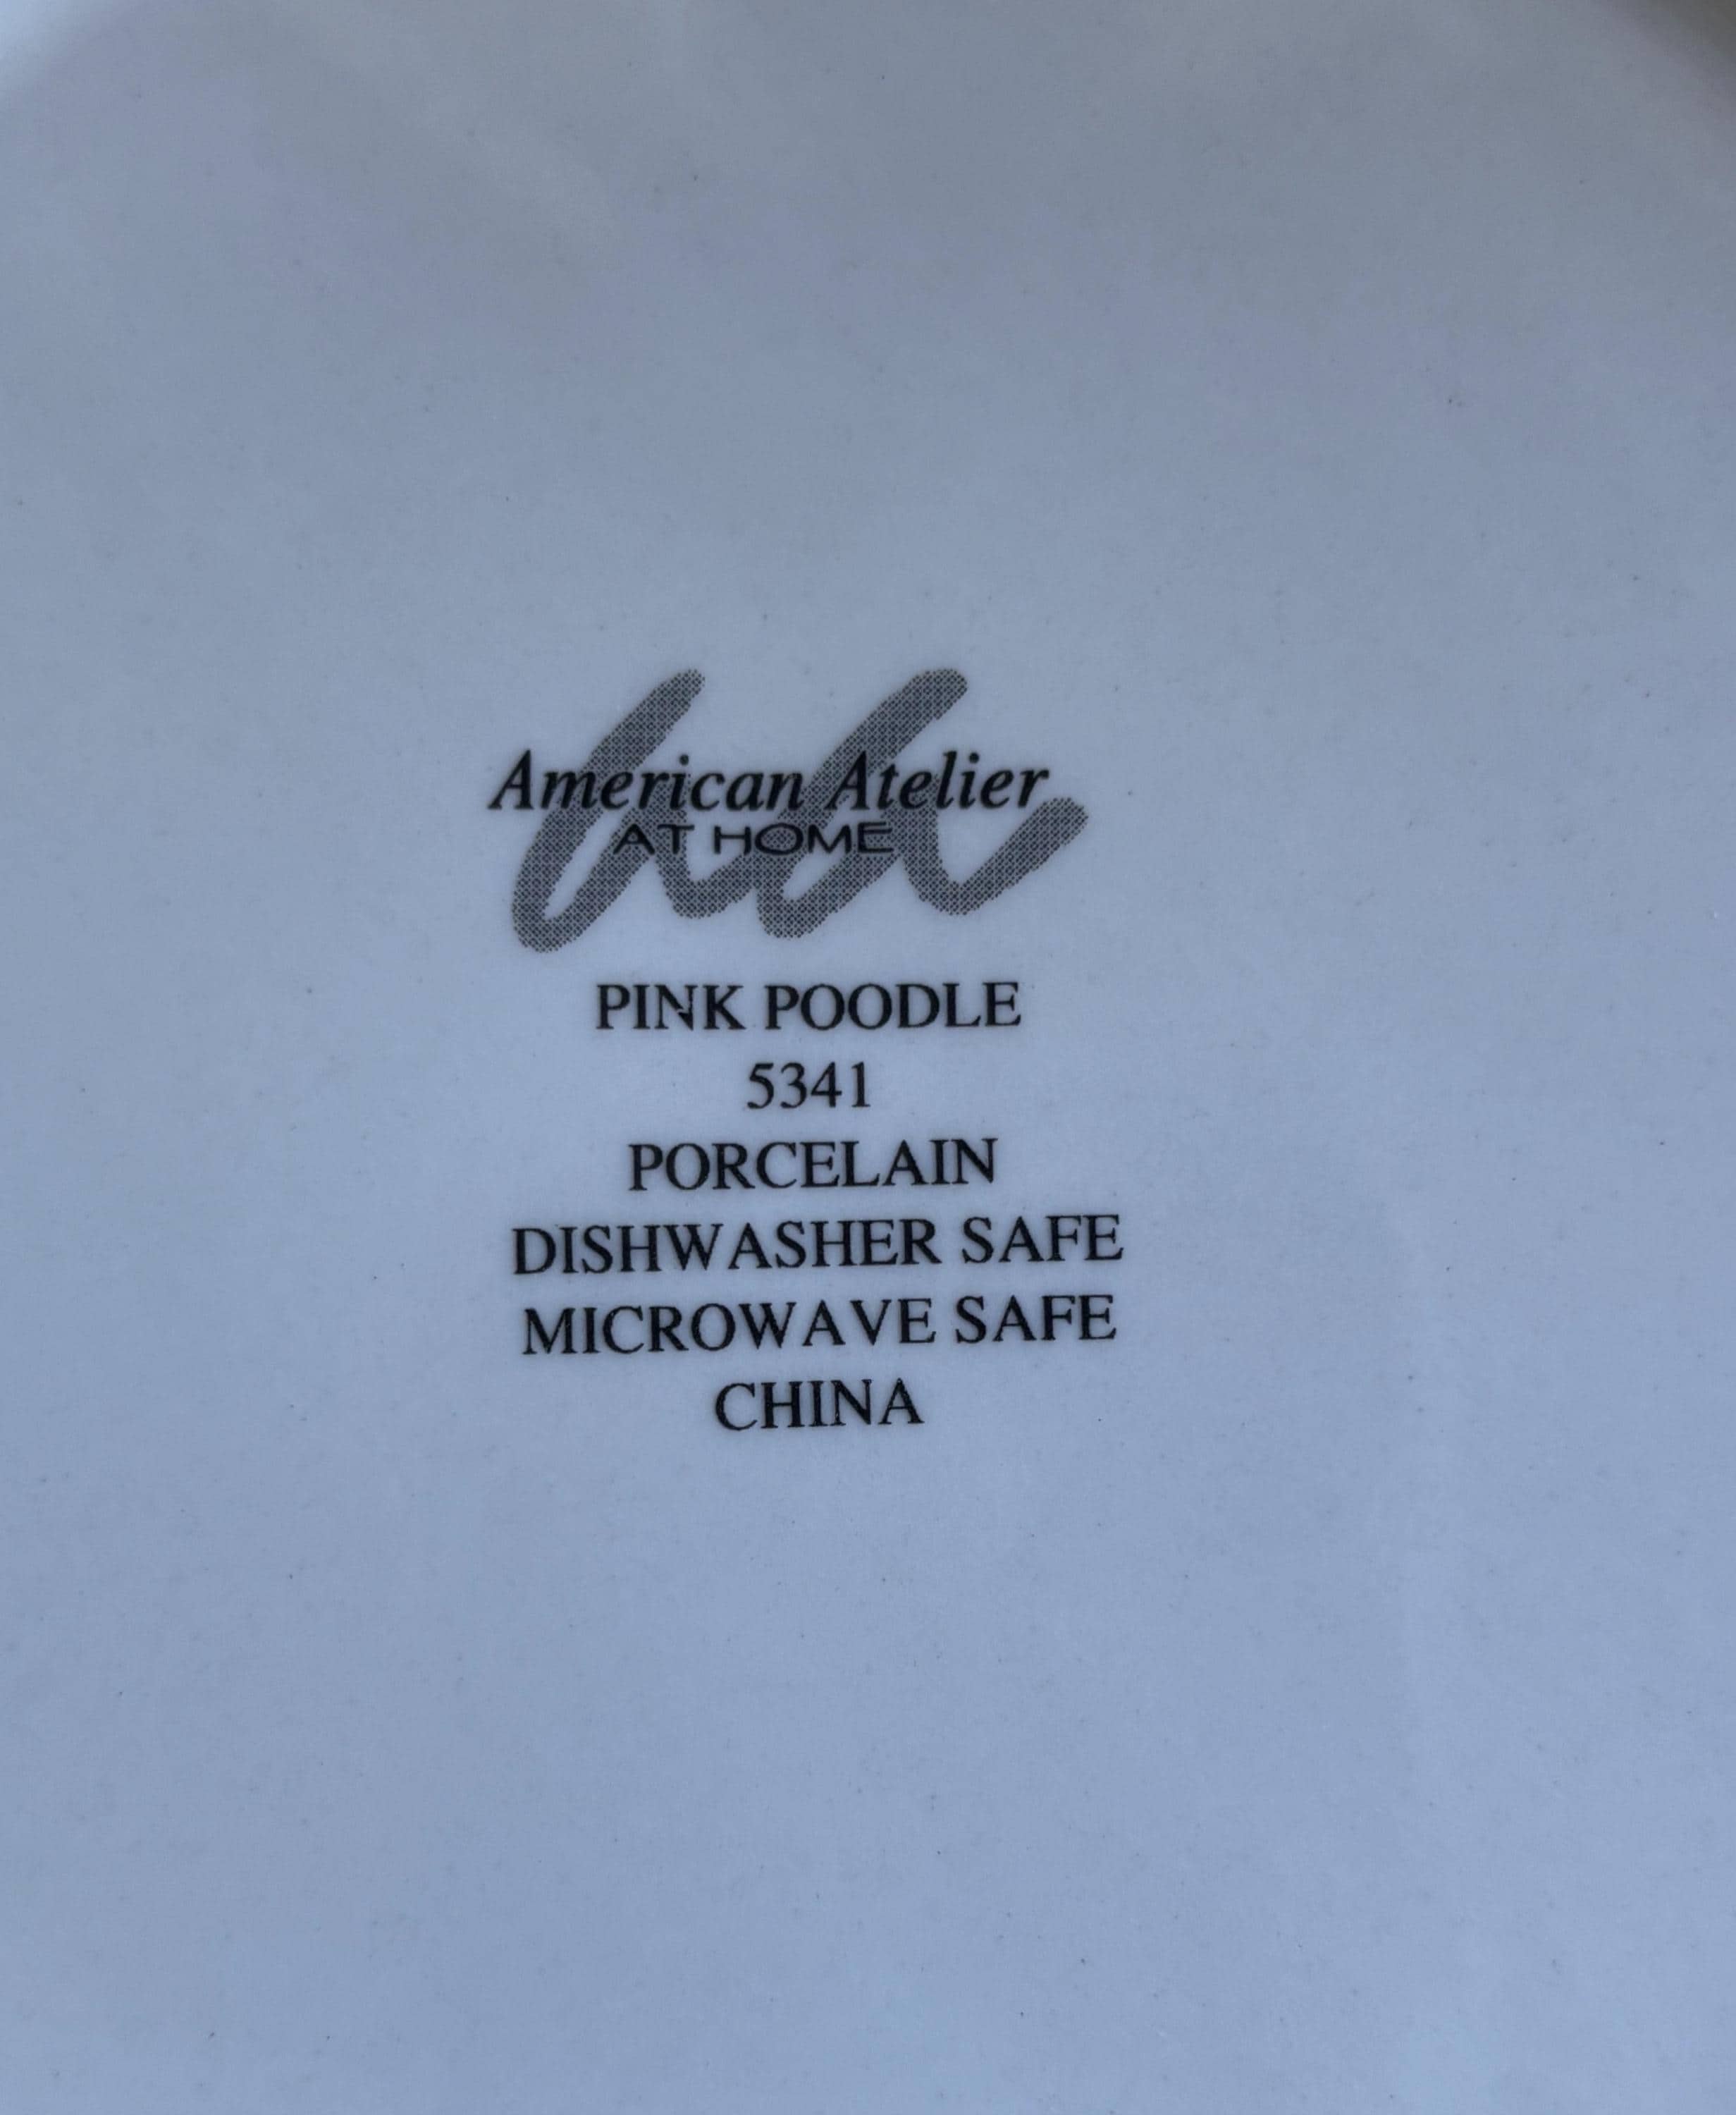 American Atelier
AT HOME
PINK POODLE
5341
PORCELAIN
DISHWASHER SAFE
MICROWAVE SAFE
CHINA